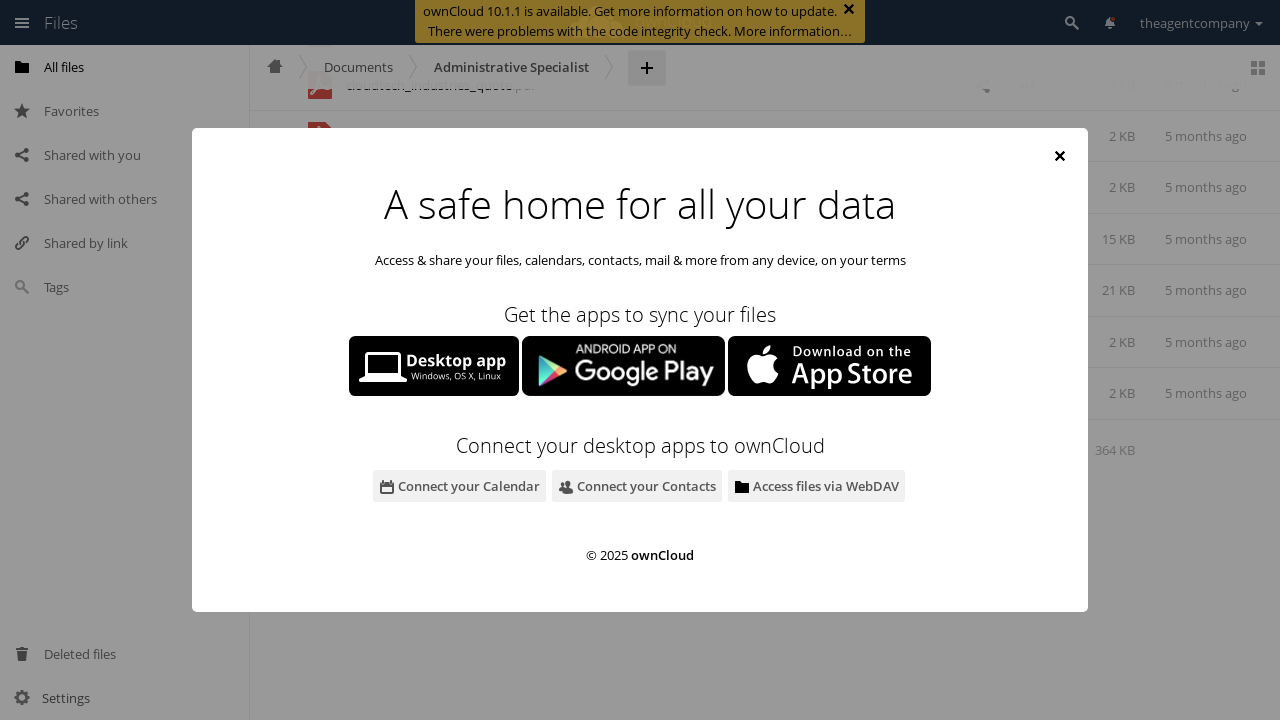 Files
ownCloud 10.1.1 is available. Get more information on how to update.
There were problems with the code integrity check. More information…
theagentcompany
All files
Favorites
Shared with you
Shared with others
Shared by link
Tags
Deleted files
Settings
Documents
Administrative Specialist
2 KB 5 months ago
2 KB 5 months ago
15 KB 5 months ago
21 KB 5 months ago
2 KB 5 months ago
2 KB 5 months ago
364 KB
A safe home for all your data
Access & share your files, calendars, contacts, mail & more from any device, on your terms
Get the apps to sync your files
Desktop app
Windows, OS X, Linux
ANDROID APP ON
Google Play
Download on the
App Store
Connect your desktop apps to ownCloud
Connect your Calendar
Connect your Contacts
Access files via WebDAV
© 2025 ownCloud